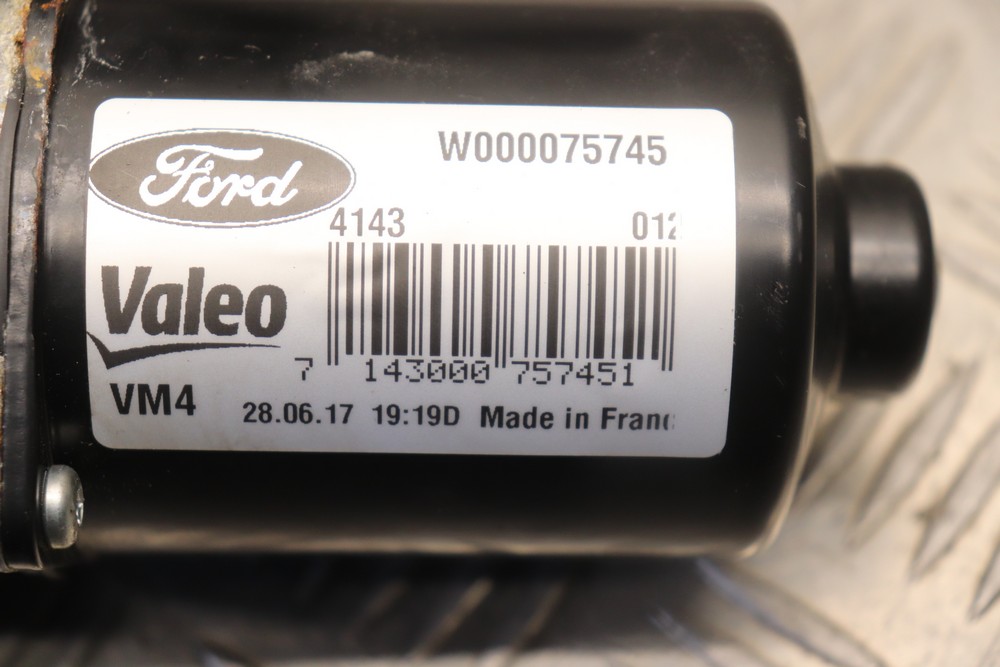 Ford
W000075745
4143 012
Valeo
7 143000 757451
VM4
28.06.17 19:19D Made in Franc